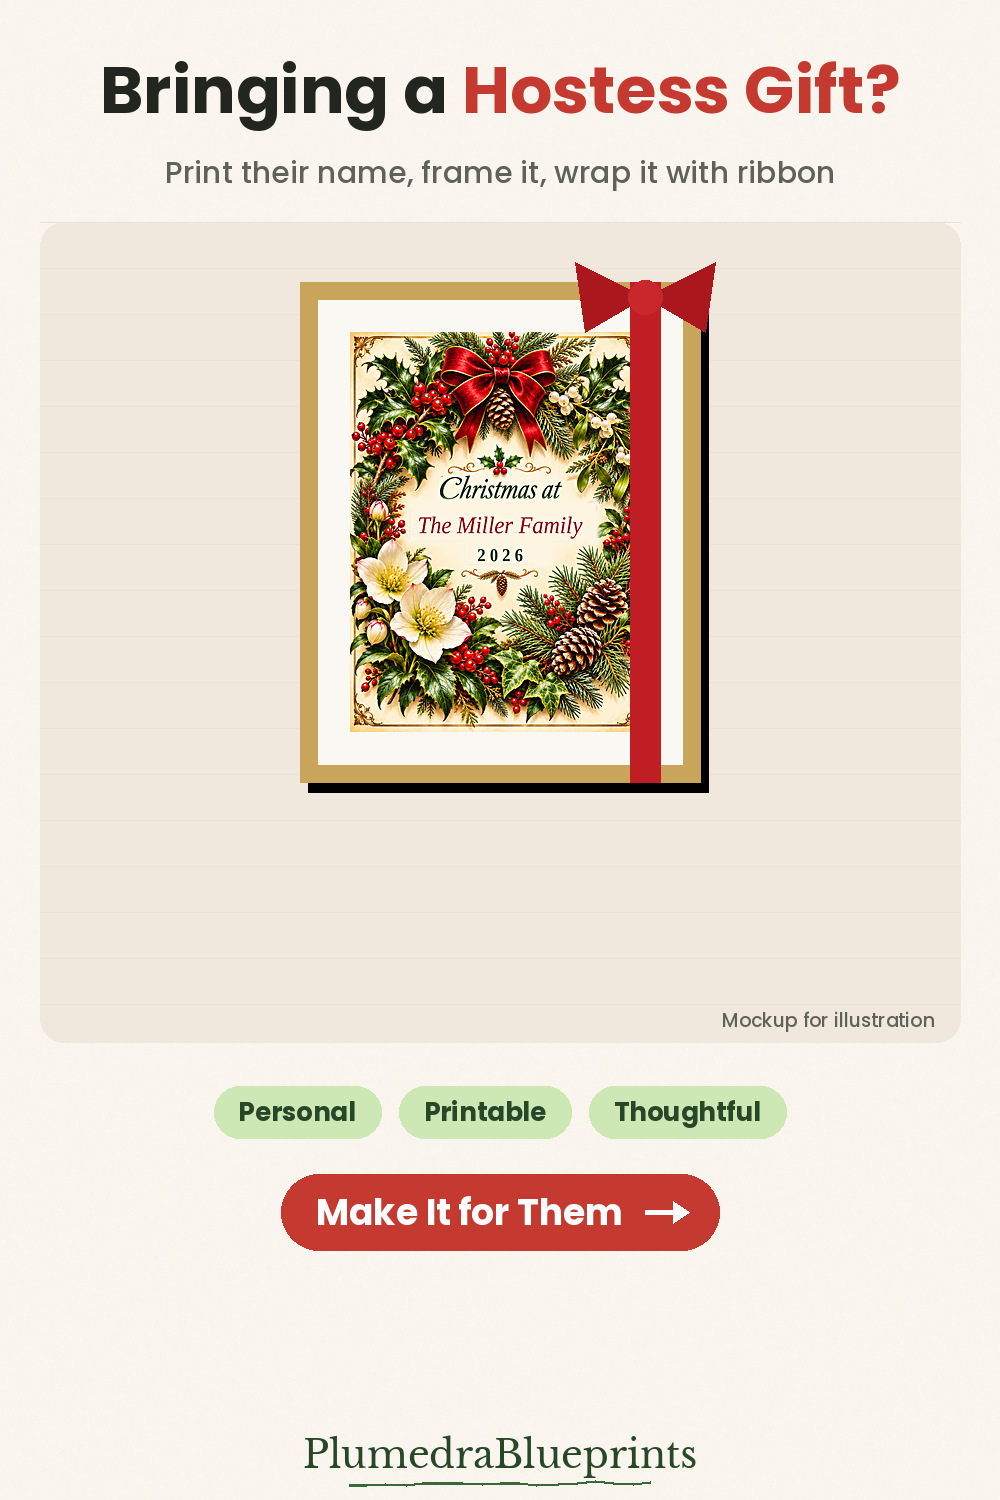 Bringing a Hostess Gift?
Print their name, frame it, wrap it with ribbon
Christmas at
The Miller Family
2026
Mockup for illustration
Personal
Printable
Thoughtful
Make It for Them
PlumedraBlueprints